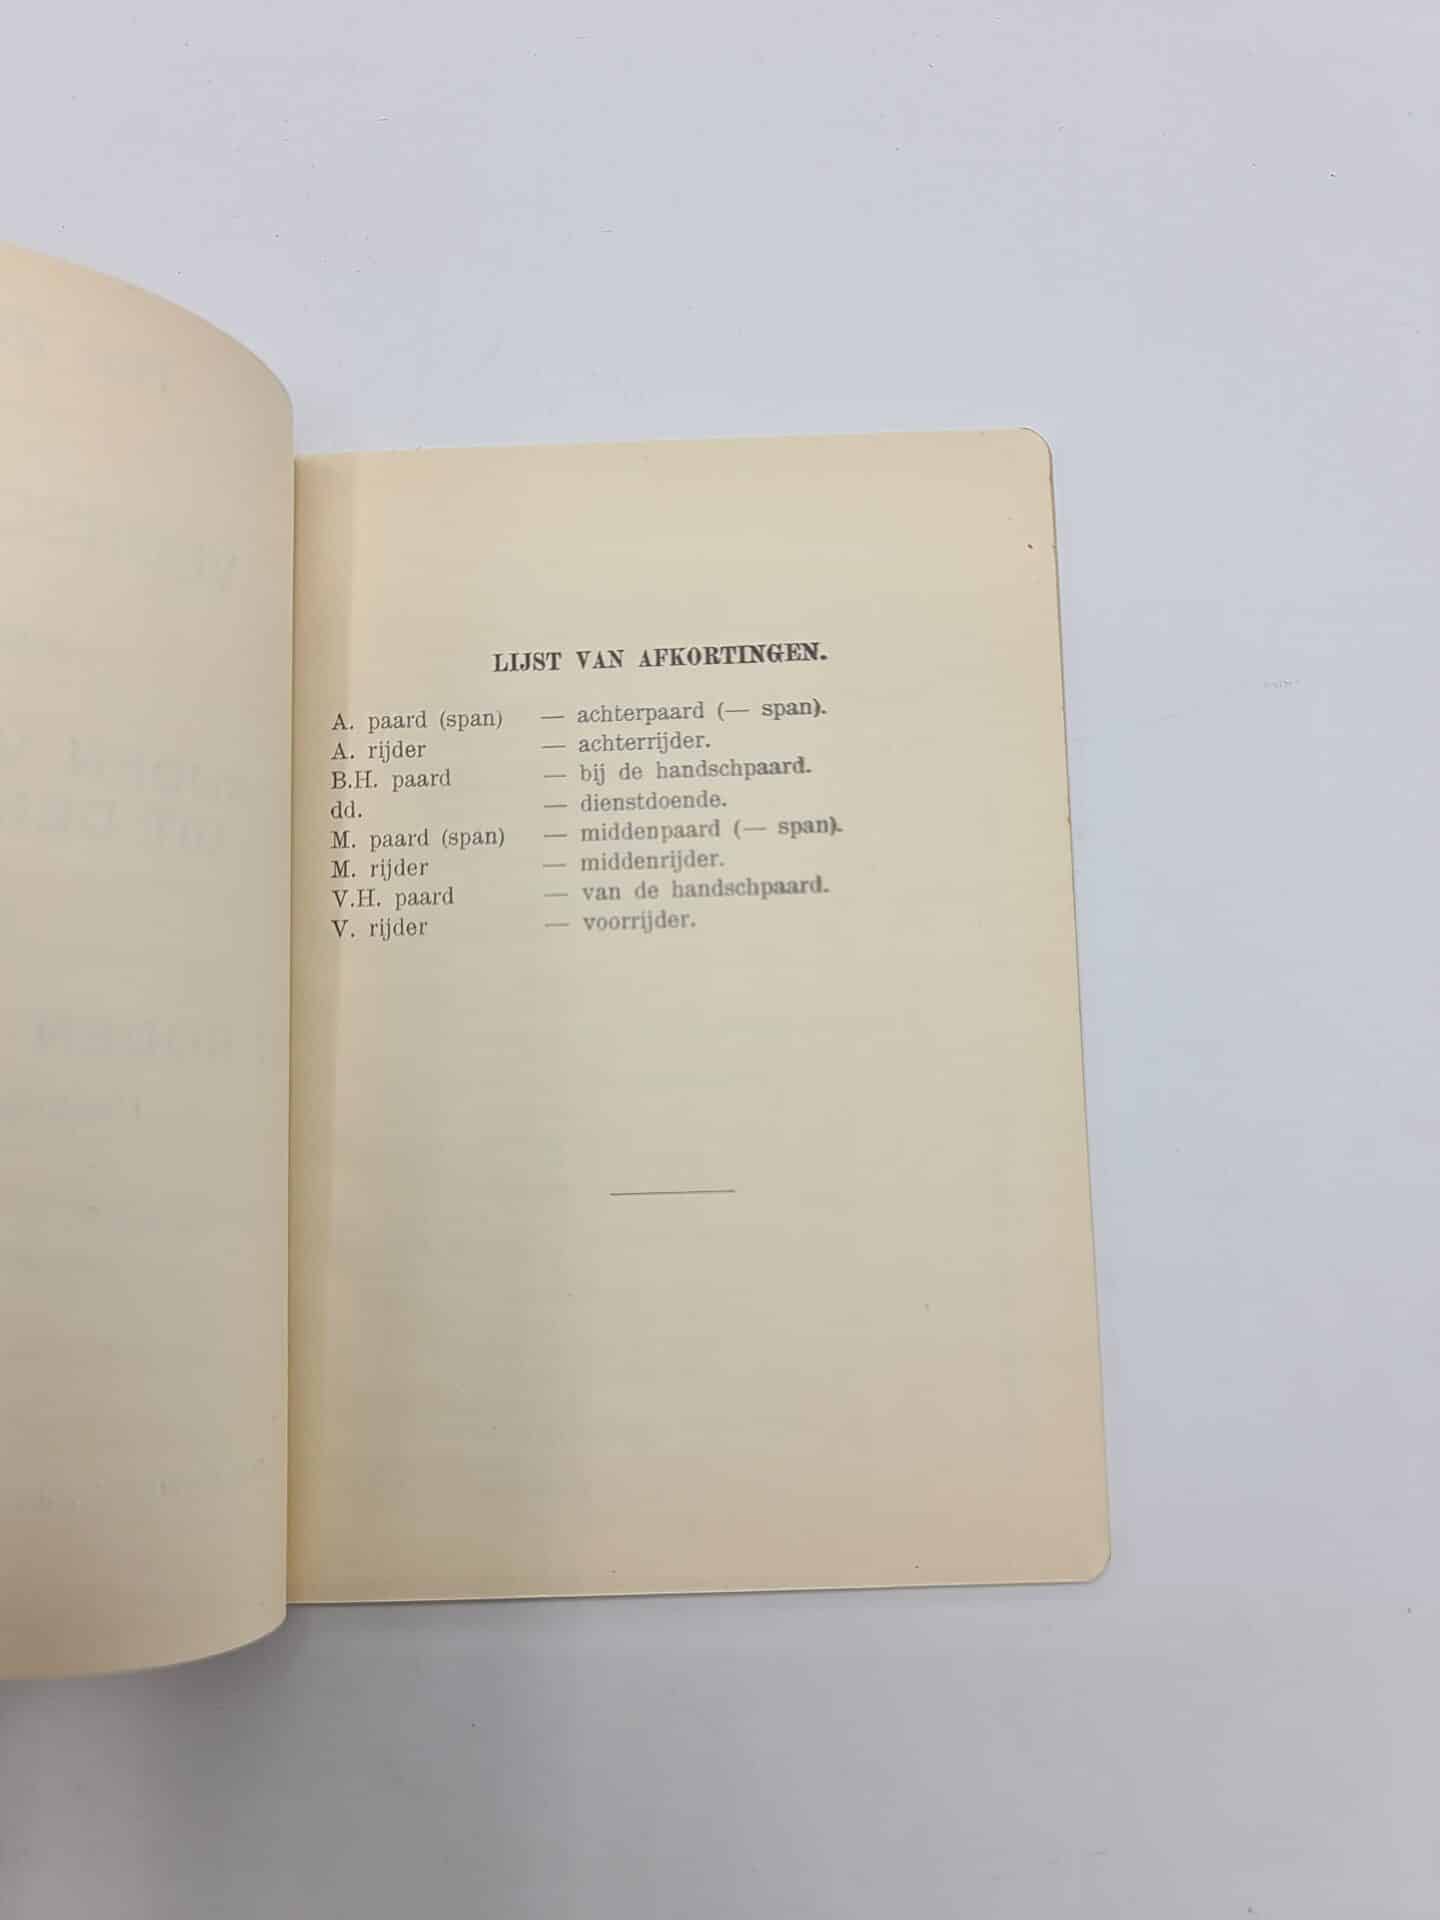 LIJST VAN AFKORTINGEN.
A. paard (span) — achterpaard (— span).
A. rijder — achterrijder.
B.H. paard — bij de handschpaard.
dd. — dienstdoende.
M. paard (span) — middenpaard (— span).
M. rijder — middenrijder.
V.H. paard — van de handschpaard.
V. rijder — voorrijder.